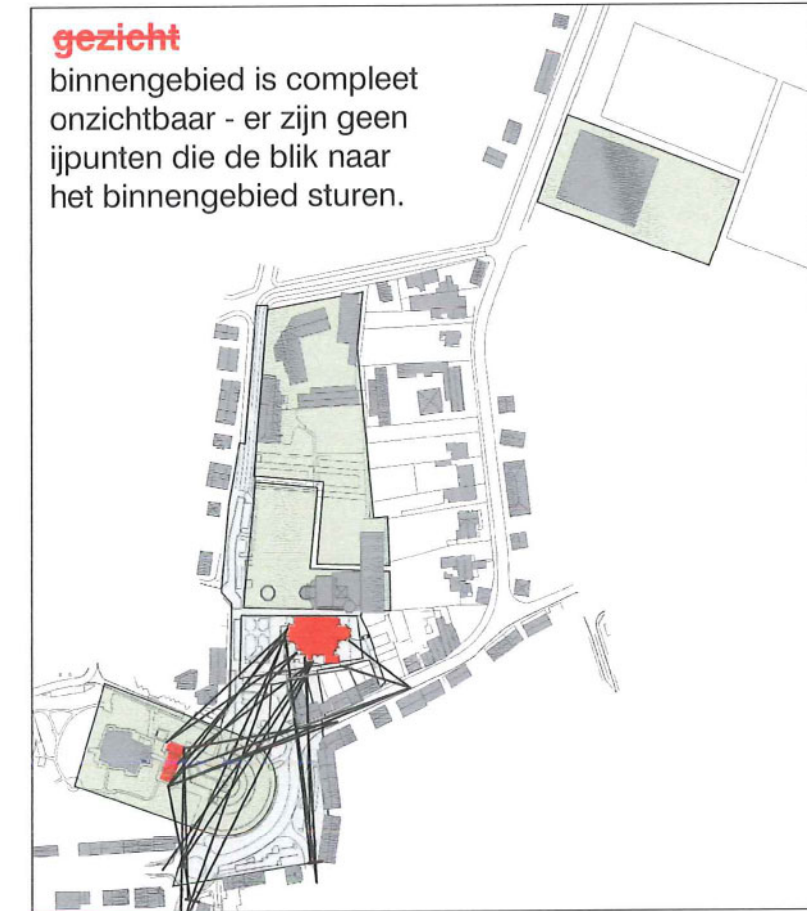 gezicht
binnengebied is compleet
onzichtbaar - er zijn geen
ijpunten die de blik naar
het binnengebied sturen.